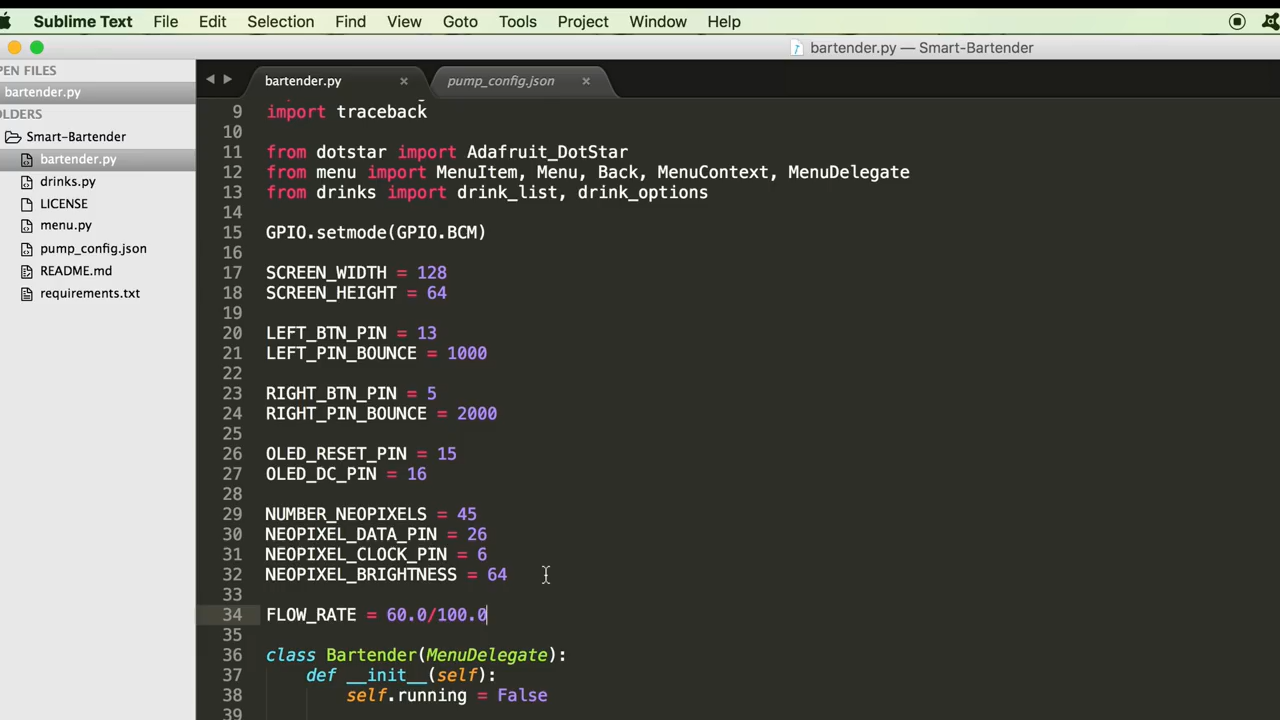 Sublime Text File Edit Selection Find View Goto Tools Project Window Help
bartender.py — Smart-Bartender
PEN FILES
bartender.py
OLDERS
Smart-Bartender
bartender.py
drinks.py
LICENSE
menu.py
pump_config.json
README.md
requirements.txt
bartender.py × pump_config.json ×
9 import traceback
10
11 from dotstar import Adafruit_DotStar
12 from menu import MenuItem, Menu, Back, MenuContext, MenuDelegate
13 from drinks import drink_list, drink_options
14
15 GPIO.setmode(GPIO.BCM)
16
17 SCREEN_WIDTH = 128
18 SCREEN_HEIGHT = 64
19
20 LEFT_BTN_PIN = 13
21 LEFT_PIN_BOUNCE = 1000
22
23 RIGHT_BTN_PIN = 5
24 RIGHT_PIN_BOUNCE = 2000
25
26 OLED_RESET_PIN = 15
27 OLED_DC_PIN = 16
28
29 NUMBER_NEOPIXELS = 45
30 NEOPIXEL_DATA_PIN = 26
31 NEOPIXEL_CLOCK_PIN = 6
32 NEOPIXEL_BRIGHTNESS = 64
33
34 FLOW_RATE = 60.0/100.0
35
36 class Bartender(MenuDelegate):
37 def __init__(self):
38 self.running = False
39